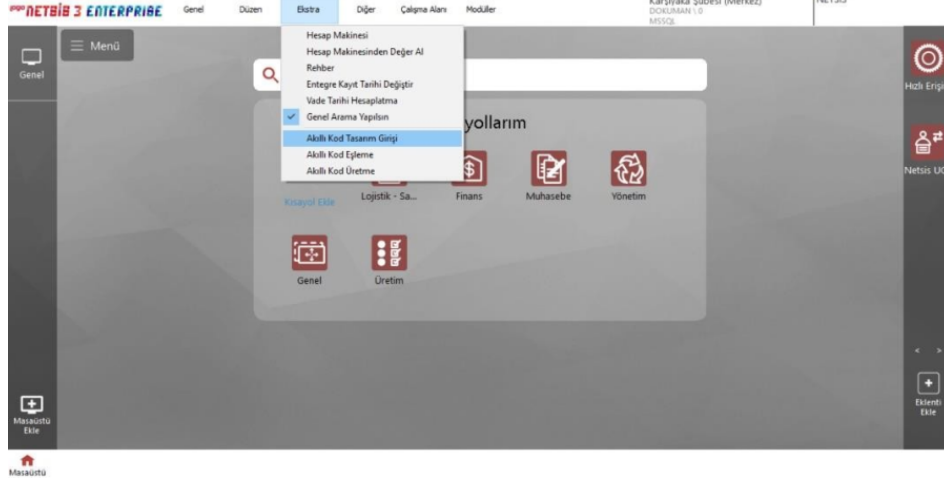 NETSİS 3 ENTERPRISE
Genel
Düzen
Ekstra
Diğer
Çalışma Alanı
Modüller
Karşıyaka Şubesi (Merkez)
DOKUMAN \ 0
MSSQL
NETSIS
Menü
Genel
Hesap Makinesi
Hesap Makinesinden Değer Al
Rehber
Entegre Kayıt Tarihi Değiştir
Vade Tarihi Hesaplatma
Genel Arama Yapılsın
Akıllı Kod Tasarım Girişi
Akıllı Kod Eşleme
Akıllı Kod Üretme
yollarım
Kısayol Ekle
Lojistik - Sa...
Finans
Muhasebe
Yönetim
Genel
Üretim
Hızlı Erişi
Netsis UC
< >
Eklenti
Ekle
Masaüstü
Ekle
Masaüstü